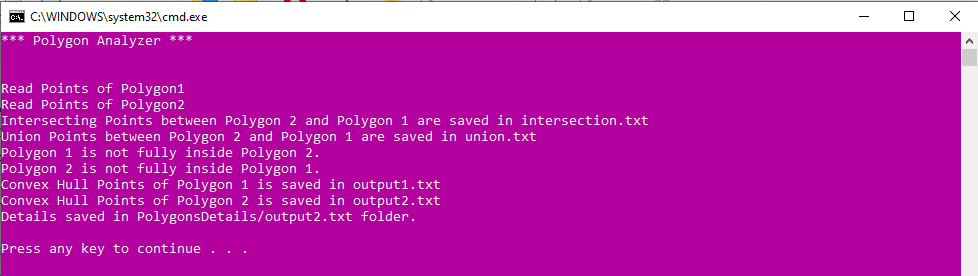 C:\WINDOWS\system32\cmd.exe
*** Polygon Analyzer ***
Read Points of Polygon1
Read Points of Polygon2
Intersecting Points between Polygon 2 and Polygon 1 are saved in intersection.txt
Union Points between Polygon 2 and Polygon 1 are saved in union.txt
Polygon 1 is not fully inside Polygon 2.
Polygon 2 is not fully inside Polygon 1.
Convex Hull Points of Polygon 1 is saved in output1.txt
Convex Hull Points of Polygon 2 is saved in output2.txt
Details saved in PolygonsDetails/output2.txt folder.
Press any key to continue . . .